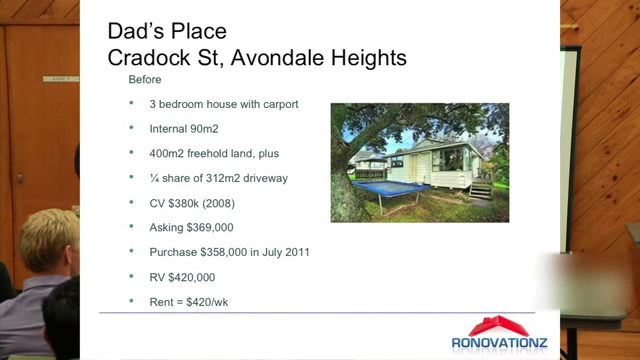 Dad's Place
Cradock St, Avondale Heights
Before
• 3 bedroom house with carport
• Internal 90m2
• 400m2 freehold land, plus
• ¼ share of 312m2 driveway
• CV $380k (2008)
• Asking $369,000
• Purchase $358,000 in July 2011
• RV $420,000
• Rent = $420/wk
RONOVATIONZ